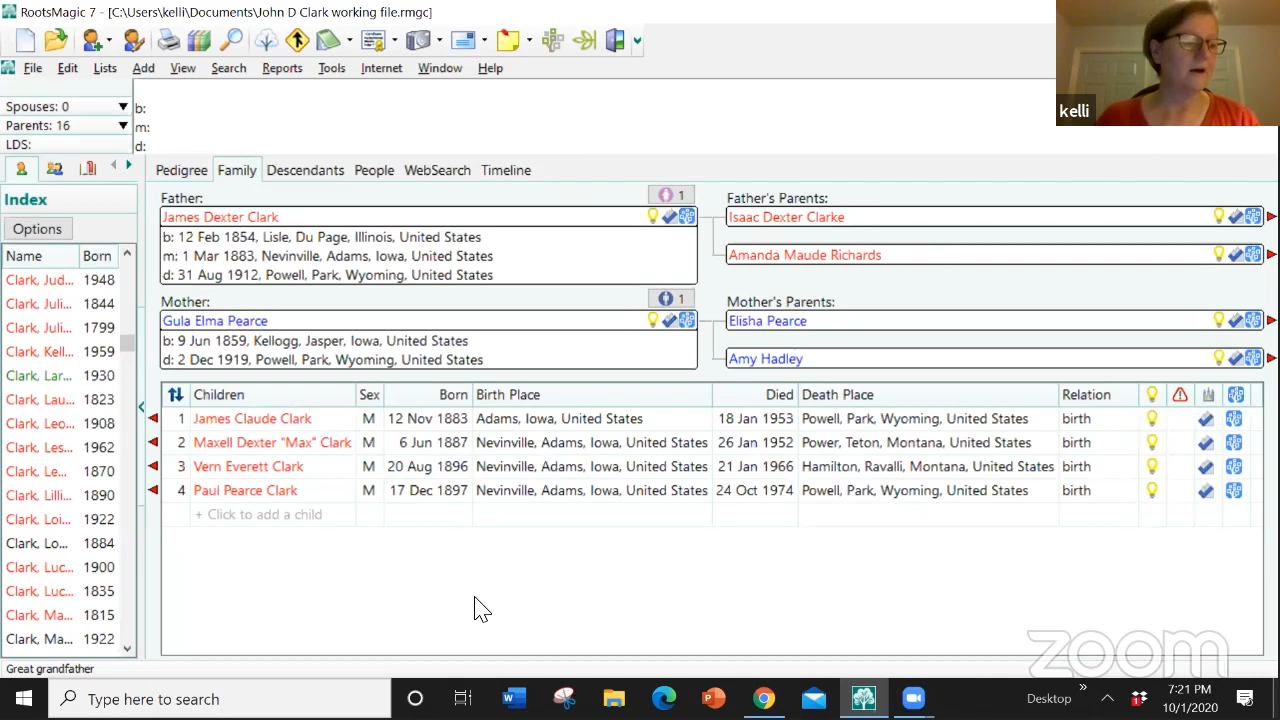 RootsMagic 7 - [C:\Users\kelli\Documents\John D Clark working file.rmgc]
kelli
File Edit Lists Add View Search Reports Tools Internet Window Help
Spouses: 0
Parents: 16
LDS:
b:
m:
d:
Pedigree Family Descendants People WebSearch Timeline
Index
Options
Name Born
Clark, Jud... 1948
Clark, Juli... 1844
Clark, Juli... 1799
Clark, Kell... 1959
Clark, Lar... 1930
Clark, Lau... 1823
Clark, Leo... 1908
Clark, Les... 1962
Clark, Le... 1870
Clark, Lilli... 1890
Clark, Loi... 1922
Clark, Lo... 1884
Clark, Luc... 1900
Clark, Luc... 1835
Clark, Ma... 1815
Clark, Ma... 1922
Father: 1
James Dexter Clark
b: 12 Feb 1854, Lisle, Du Page, Illinois, United States
m: 1 Mar 1883, Nevinville, Adams, Iowa, United States
d: 31 Aug 1912, Powell, Park, Wyoming, United States
Father's Parents:
Isaac Dexter Clarke
Amanda Maude Richards
Mother: 1
Gula Elma Pearce
b: 9 Jun 1859, Kellogg, Jasper, Iowa, United States
d: 2 Dec 1919, Powell, Park, Wyoming, United States
Mother's Parents:
Elisha Pearce
Amy Hadley
Children Sex Born Birth Place Died Death Place Relation
1 James Claude Clark M 12 Nov 1883 Adams, Iowa, United States 18 Jan 1953 Powell, Park, Wyoming, United States birth
2 Maxell Dexter "Max" Clark M 6 Jun 1887 Nevinville, Adams, Iowa, United States 26 Jan 1952 Power, Teton, Montana, United States birth
3 Vern Everett Clark M 20 Aug 1896 Nevinville, Adams, Iowa, United States 21 Jan 1966 Hamilton, Ravalli, Montana, United States birth
4 Paul Pearce Clark M 17 Dec 1897 Nevinville, Adams, Iowa, United States 24 Oct 1974 Powell, Park, Wyoming, United States birth
+ Click to add a child
zoom
Great grandfather
Type here to search
Desktop
7:21 PM
10/1/2020